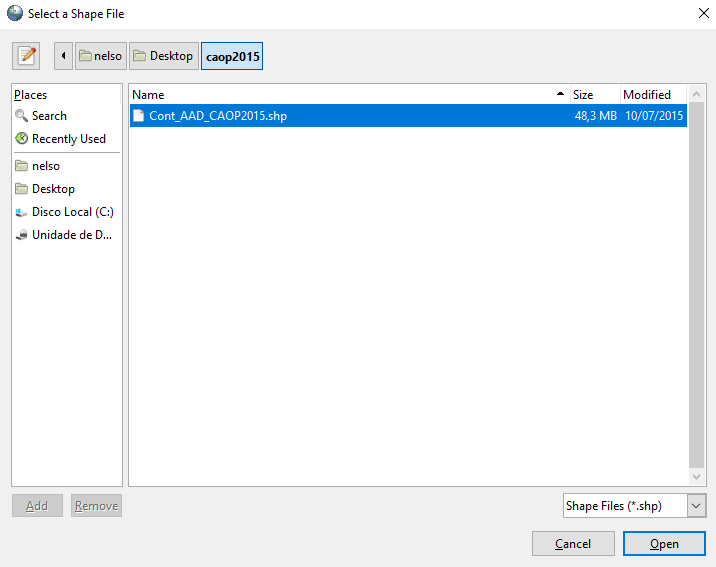 Select a Shape File
nelso Desktop caop2015
Places
Search
Recently Used
nelso
Desktop
Disco Local (C:)
Unidade de D...
Name Size Modified
Cont_AAD_CAOP2015.shp 48,3 MB 10/07/2015
Add Remove
Shape Files (*.shp)
Cancel Open